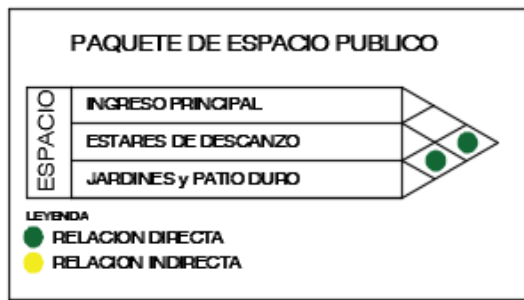 PAQUETE DE ESPACIO PUBLICO
ESPACIO
INGRESO PRINCIPAL
ESTARES DE DESCANZO
JARDINES y PATIO DURO
LEYENDA
RELACION DIRECTA
RELACION INDIRECTA